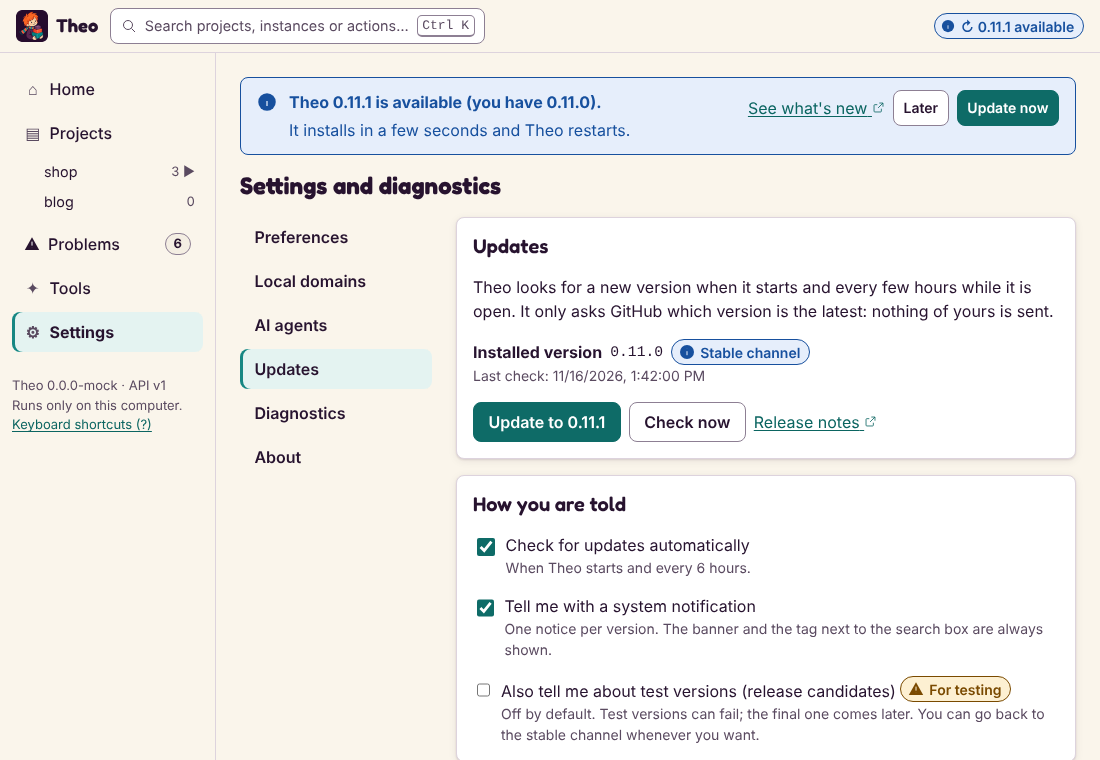 Theo
Search projects, instances or actions...
Ctrl K
0.11.1 available
Home
Projects
shop 3
blog 0
Problems 6
Tools
Settings
Theo 0.0.0-mock · API v1
Runs only on this computer.
Keyboard shortcuts (?)
Theo 0.11.1 is available (you have 0.11.0).
It installs in a few seconds and Theo restarts.
See what's new
Later
Update now
Settings and diagnostics
Preferences
Local domains
AI agents
Updates
Diagnostics
About
Updates
Theo looks for a new version when it starts and every few hours while it is
open. It only asks GitHub which version is the latest: nothing of yours is sent.
Installed version 0.11.0 Stable channel
Last check: 11/16/2026, 1:42:00 PM
Update to 0.11.1
Check now
Release notes
How you are told
Check for updates automatically
When Theo starts and every 6 hours.
Tell me with a system notification
One notice per version. The banner and the tag next to the search box are always
shown.
Also tell me about test versions (release candidates) For testing
Off by default. Test versions can fail; the final one comes later. You can go back to
the stable channel whenever you want.